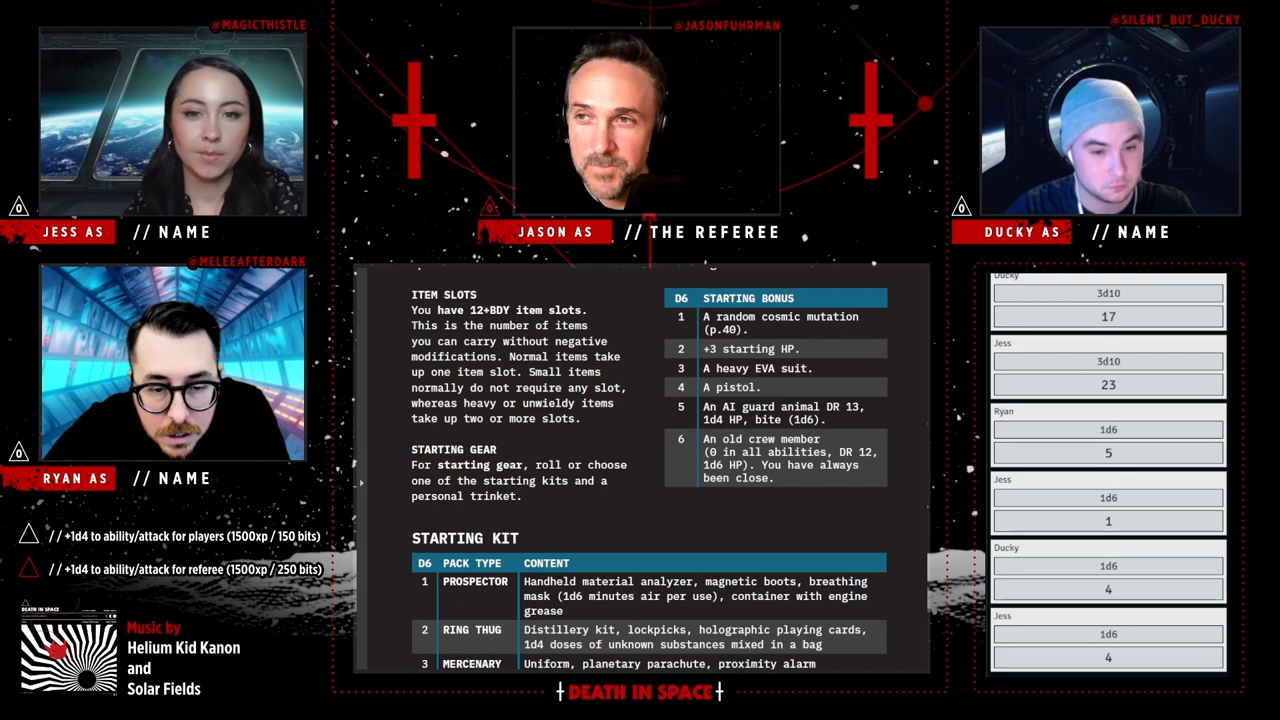 @MAGICTHISTLE
@JASONFUHRMAN
@SILENT_BUT_DUCKY
0
JESS AS // NAME
0
JASON AS // THE REFEREE
0
DUCKY AS // NAME
@MELEEAFTERDARK
0
RYAN AS // NAME
// +1d4 to ability/attack for players (1500xp / 150 bits)
// +1d4 to ability/attack for referee (1500xp / 250 bits)
DEATH IN SPACE
Music by
Helium Kid Kanon
and
Solar Fields
ITEM SLOTS
You have 12+BDY item slots.
This is the number of items
you can carry without negative
modifications. Normal items take
up one item slot. Small items
normally do not require any slot,
whereas heavy or unwieldy items
take up two or more slots.
STARTING GEAR
For starting gear, roll or choose
one of the starting kits and a
personal trinket.
D6 STARTING BONUS
1 A random cosmic mutation
(p.40).
2 +3 starting HP.
3 A heavy EVA suit.
4 A pistol.
5 An AI guard animal DR 13,
1d4 HP, bite (1d6).
6 An old crew member
(0 in all abilities, DR 12,
1d6 HP). You have always
been close.
STARTING KIT
D6 PACK TYPE CONTENT
1 PROSPECTOR Handheld material analyzer, magnetic boots, breathing
mask (1d6 minutes air per use), container with engine
grease
2 RING THUG Distillery kit, lockpicks, holographic playing cards,
1d4 doses of unknown substances mixed in a bag
3 MERCENARY Uniform, planetary parachute, proximity alarm
DEATH IN SPACE
Ducky
3d10
17
Jess
3d10
23
Ryan
1d6
5
Jess
1d6
1
Ducky
1d6
4
Jess
1d6
4